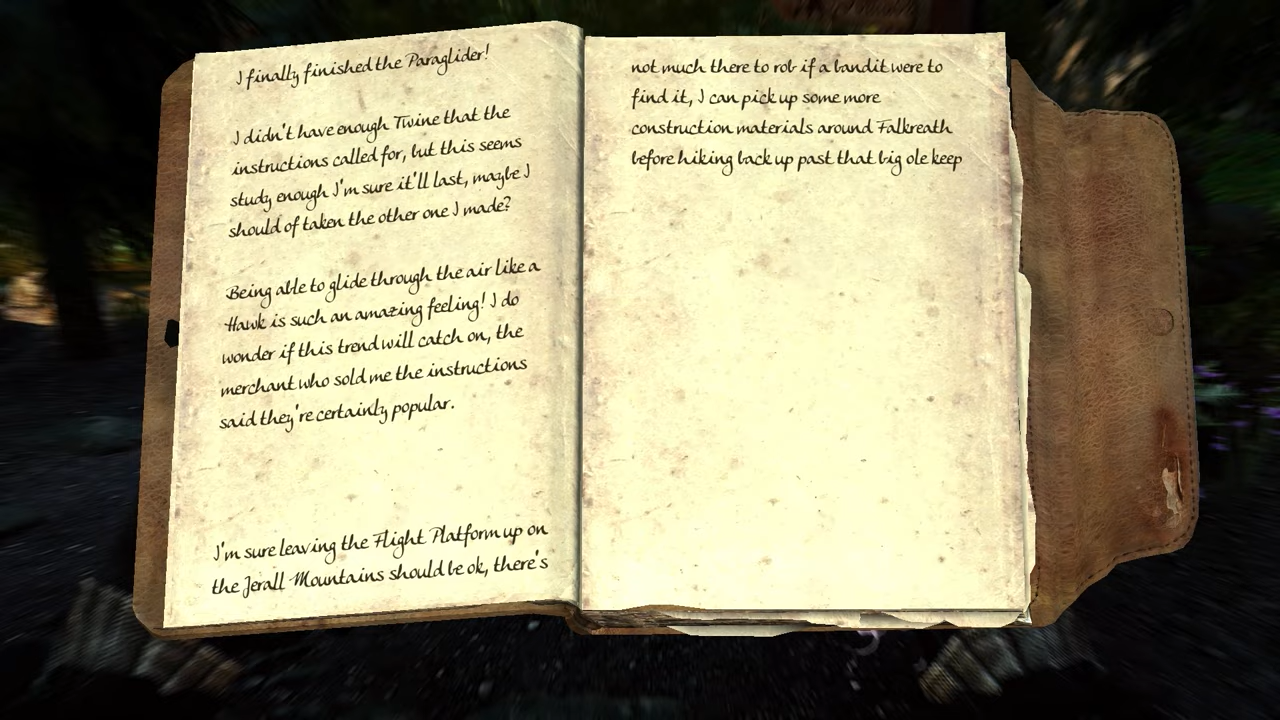 I finally finished the Paraglider!
I didn't have enough Twine that the
instructions called for, but this seems
study enough I'm sure it'll last, maybe I
should of taken the other one I made?
Being able to glide through the air like a
Hawk is such an amazing feeling! I do
wonder if this trend will catch on, the
merchant who sold me the instructions
said they're certainly popular.
I'm sure leaving the Flight Platform up on
the Jerall Mountains should be ok, there's
not much there to rob if a bandit were to
find it, I can pick up some more
construction materials around Falkreath
before hiking back up past that big ole keep